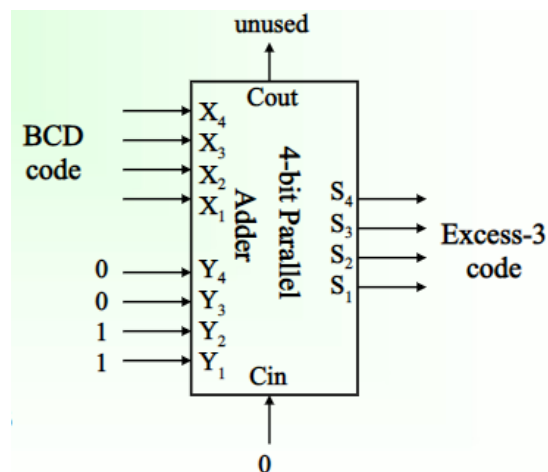 unused
Cout
BCD
code
X4
X3
X2
X1
4-bit Parallel
Adder
S4
S3
S2
S1
Excess-3
code
0
Y4
0
Y3
1
Y2
1
Y1
Cin
0